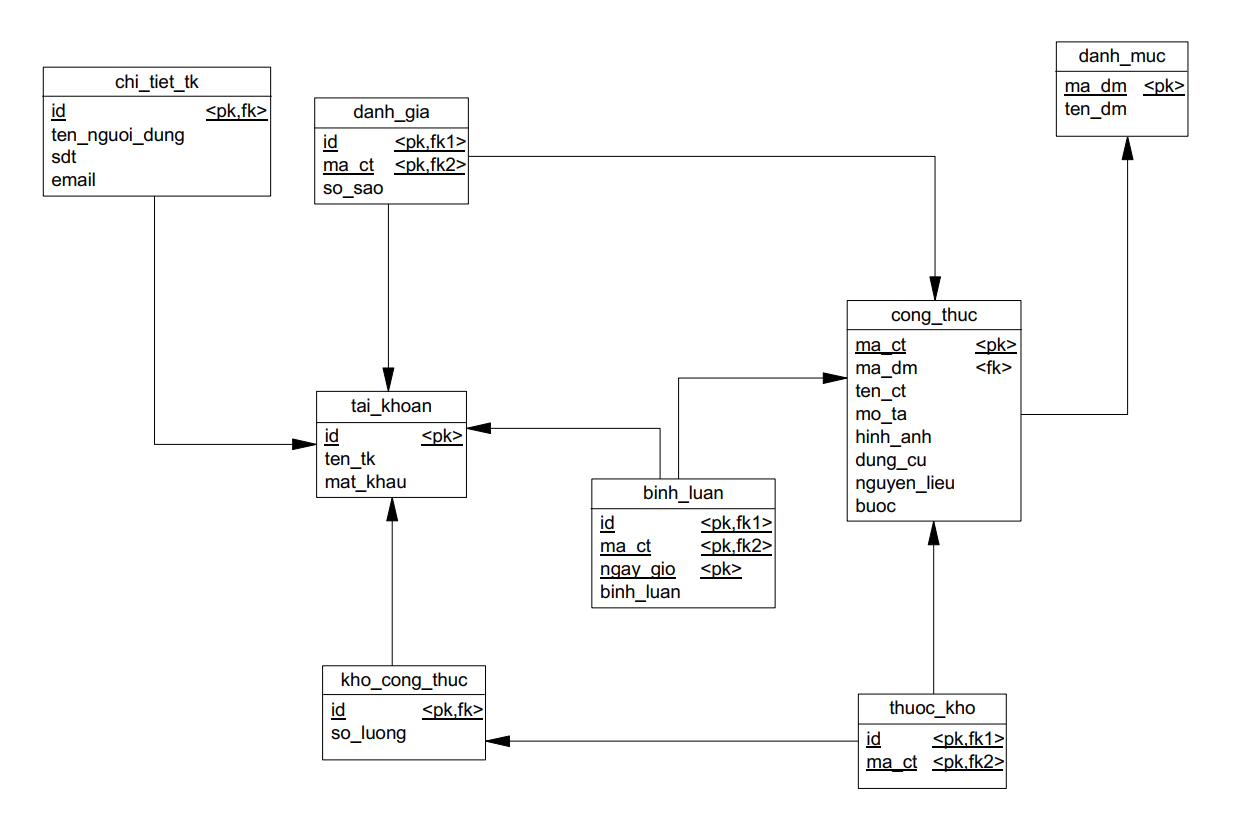 chi_tiet_tk
id <pk,fk>
ten_nguoi_dung
sdt
email
danh_gia
id <pk,fk1>
ma_ct <pk,fk2>
so_sao
danh_muc
ma_dm <pk>
ten_dm
cong_thuc
ma_ct <pk>
ma_dm <fk>
ten_ct
mo_ta
hinh_anh
dung_cu
nguyen_lieu
buoc
tai_khoan
id <pk>
ten_tk
mat_khau
binh_luan
id <pk,fk1>
ma_ct <pk,fk2>
ngay_gio <pk>
binh_luan
kho_cong_thuc
id <pk,fk>
so_luong
thuoc_kho
id <pk,fk1>
ma_ct <pk,fk2>